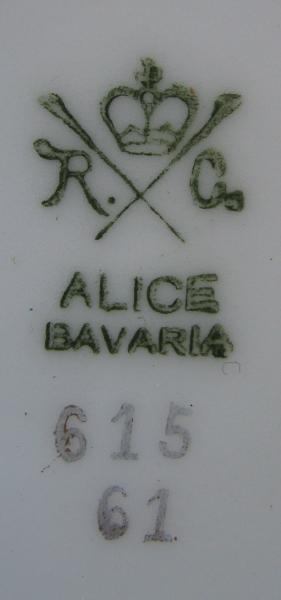 R. C.
ALICE
BAVARIA
615
61